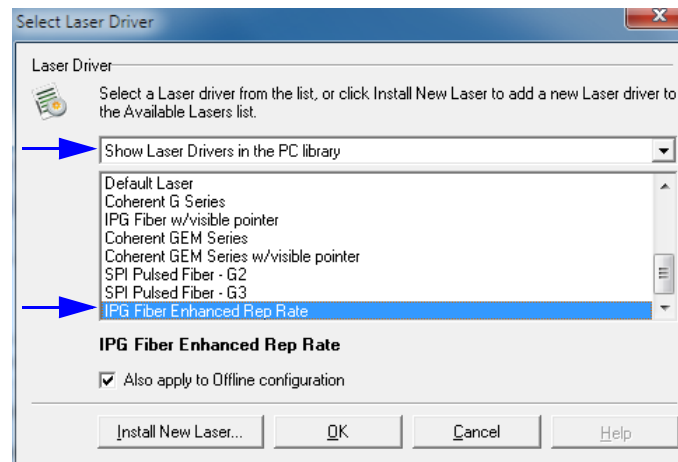 Select Laser Driver
Laser Driver
Select a Laser driver from the list, or click Install New Laser to add a new Laser driver to
the Available Lasers list.
Show Laser Drivers in the PC library
Default Laser
Coherent G Series
IPG Fiber w/visible pointer
Coherent GEM Series
Coherent GEM Series w/visible pointer
SPI Pulsed Fiber - G2
SPI Pulsed Fiber - G3
IPG Fiber Enhanced Rep Rate
IPG Fiber Enhanced Rep Rate
Also apply to Offline configuration
Install New Laser... OK Cancel Help